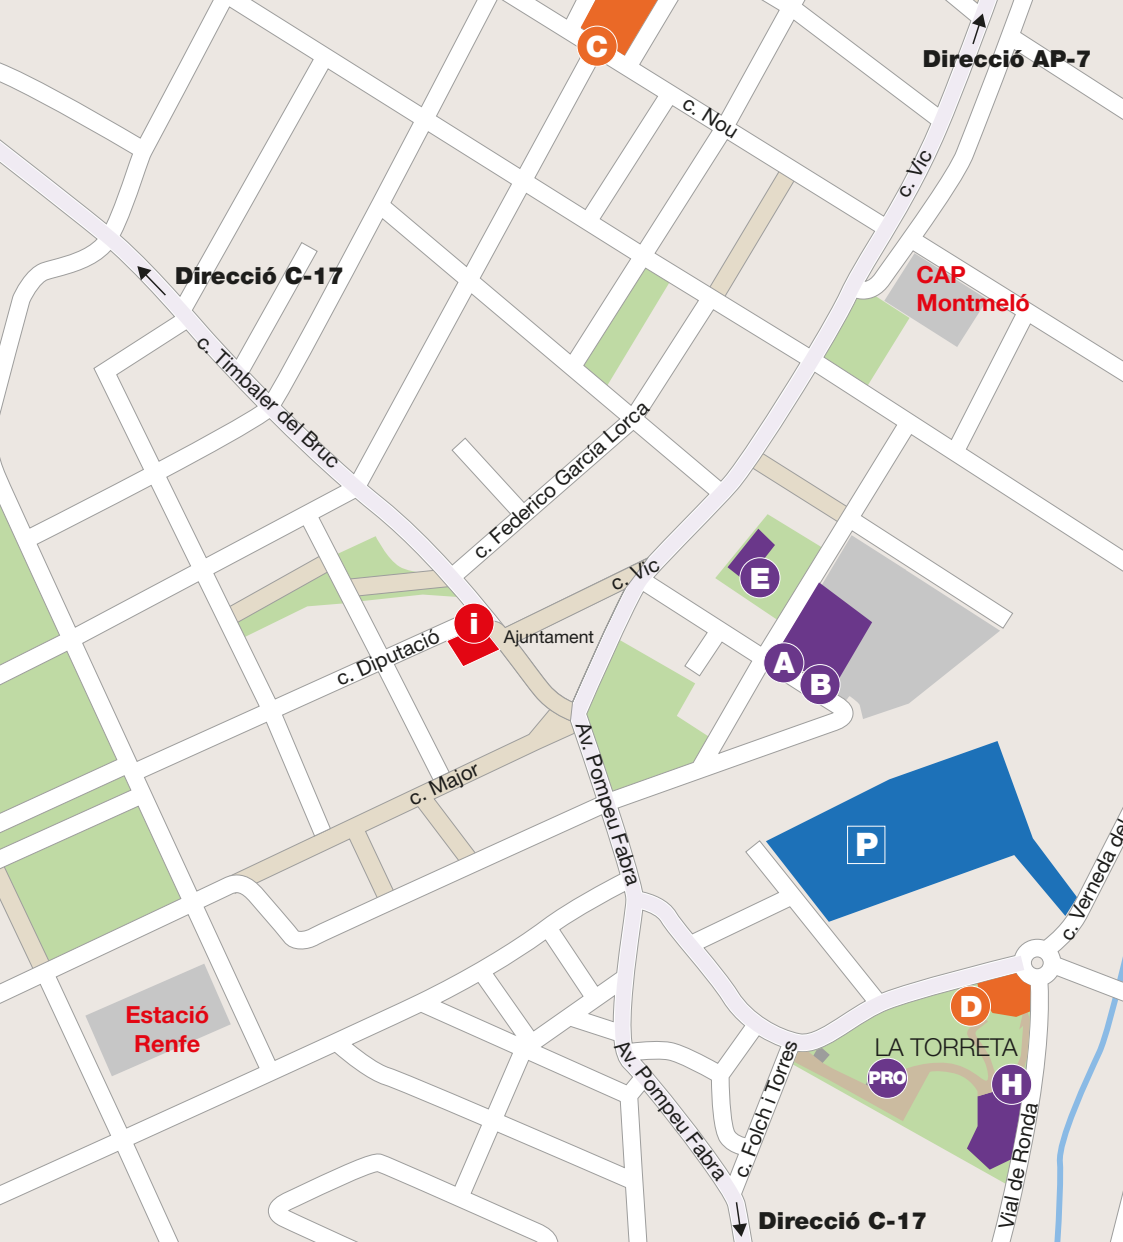 C
Direcció AP-7
c. Nou
c. Vic
Direcció C-17
CAP
Montmeló
c. Timbaler del Bruc
c. Federico Garcia Lorca
c. Vic
E
i
Ajuntament
c. Diputació
A
B
Av. Pompeu Fabra
c. Major
P
c. Verneda del
Estació
Renfe
D
LA TORRETA
PRO
H
Av. Pompeu Fabra
c. Folch i Torres
Vial de Ronda
Direcció C-17